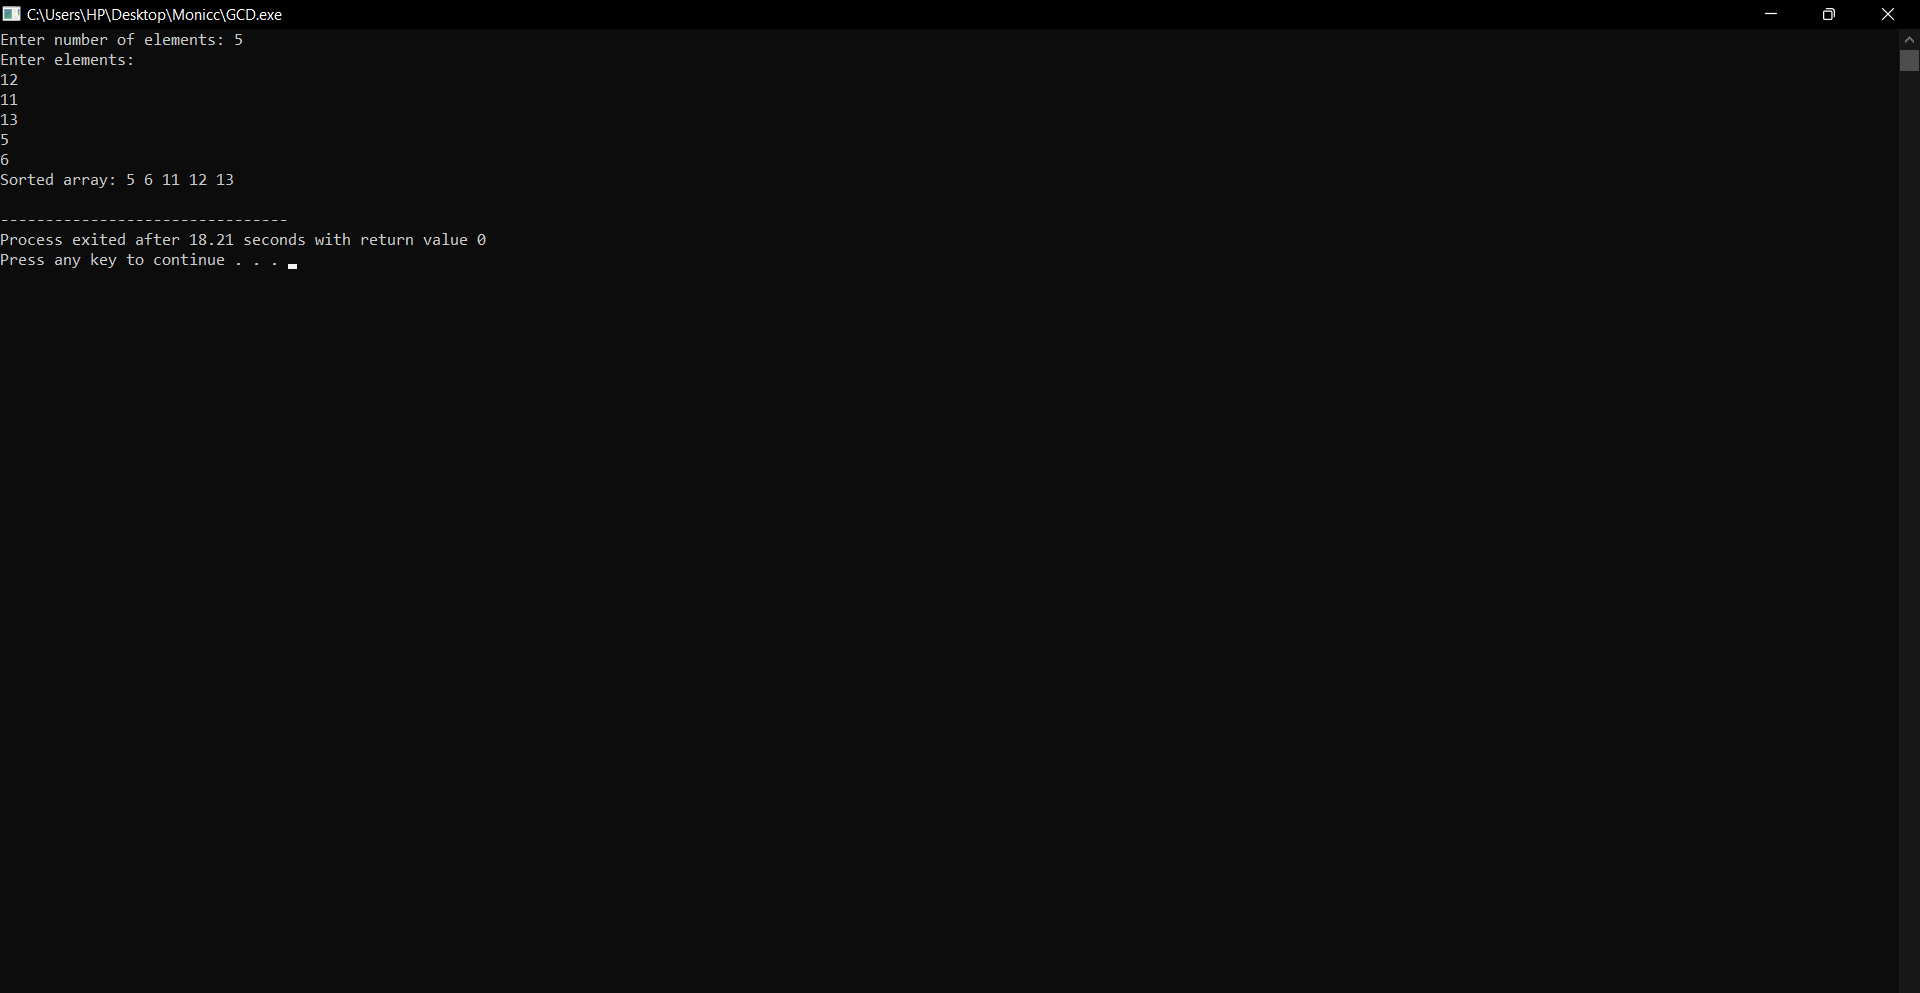 C:\Users\HP\Desktop\Monicc\GCD.exe
Enter number of elements: 5
Enter elements:
12
11
13
5
6
Sorted array: 5 6 11 12 13
--------------------------------
Process exited after 18.21 seconds with return value 0
Press any key to continue . . .